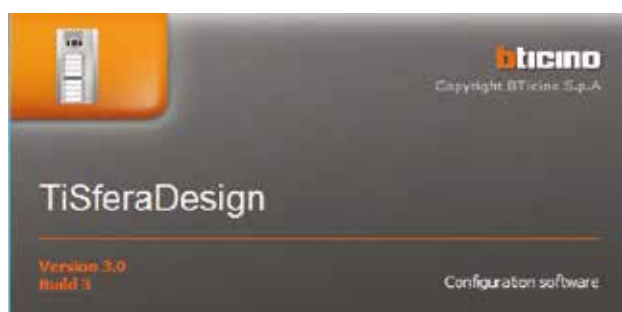 bticino
Copyright BTicino S.p.A
TiSferaDesign
Version 3.0
Build 3
Configuration software